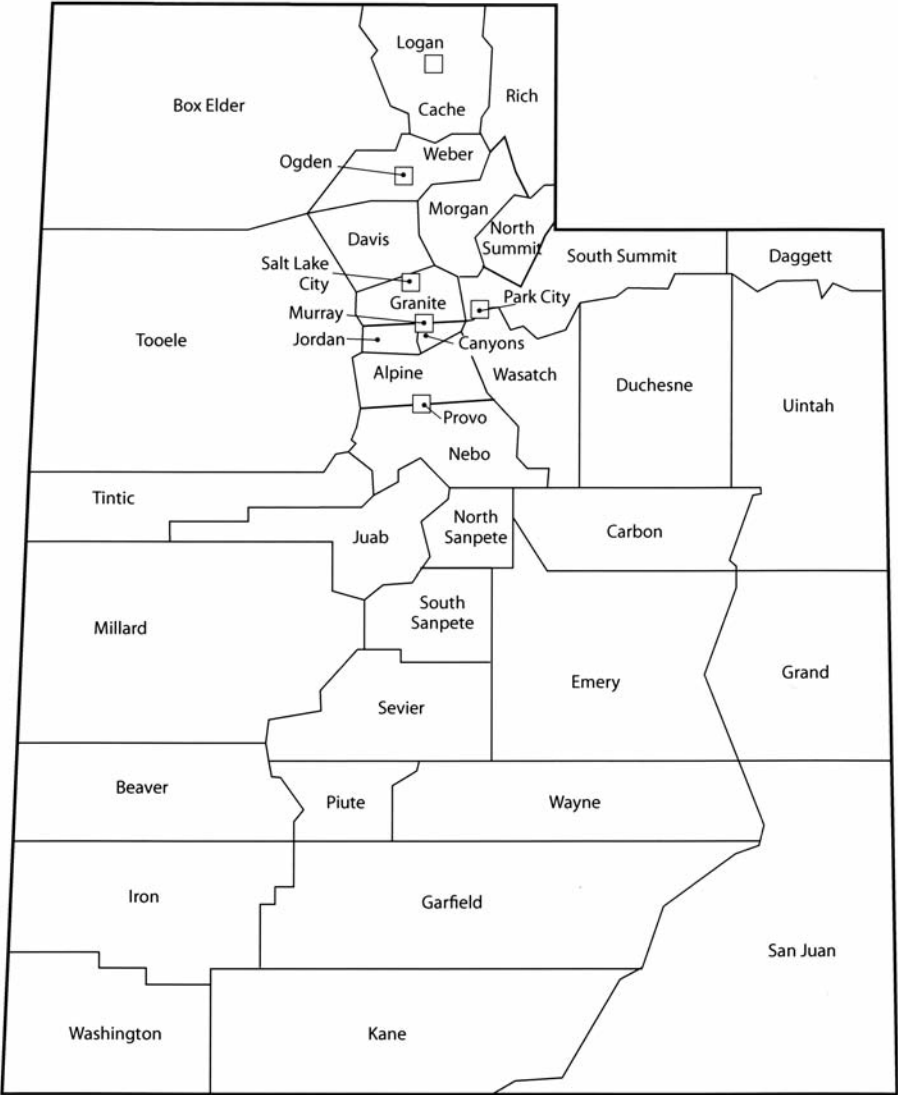 Logan
Box Elder
Rich
Cache
Weber
Ogden
Morgan
North
Summit
Davis
South Summit
Daggett
Salt Lake
City
Granite
Park City
Murray
Jordan
Canyons
Tooele
Alpine
Wasatch
Duchesne
Uintah
Provo
Nebo
Tintic
North
Sanpete
Juab
Carbon
South
Sanpete
Millard
Emery
Grand
Sevier
Beaver
Piute
Wayne
Iron
Garfield
San Juan
Washington
Kane